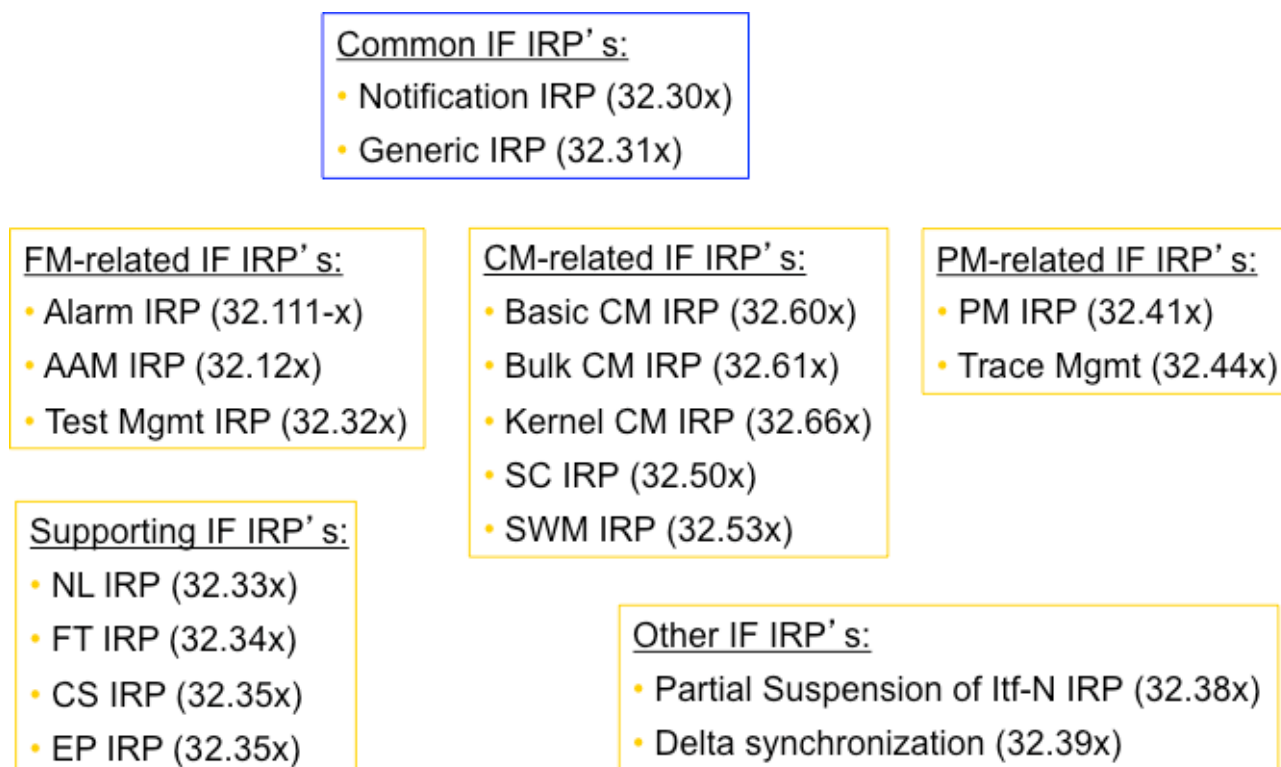 Common IF IRP’s:
• Notification IRP (32.30x)
• Generic IRP (32.31x)
FM-related IF IRP’s:
• Alarm IRP (32.111-x)
• AAM IRP (32.12x)
• Test Mgmt IRP (32.32x)
CM-related IF IRP’s:
• Basic CM IRP (32.60x)
• Bulk CM IRP (32.61x)
• Kernel CM IRP (32.66x)
• SC IRP (32.50x)
• SWM IRP (32.53x)
PM-related IF IRP’s:
• PM IRP (32.41x)
• Trace Mgmt (32.44x)
Supporting IF IRP’s:
• NL IRP (32.33x)
• FT IRP (32.34x)
• CS IRP (32.35x)
• EP IRP (32.35x)
Other IF IRP’s:
• Partial Suspension of Itf-N IRP (32.38x)
• Delta synchronization (32.39x)